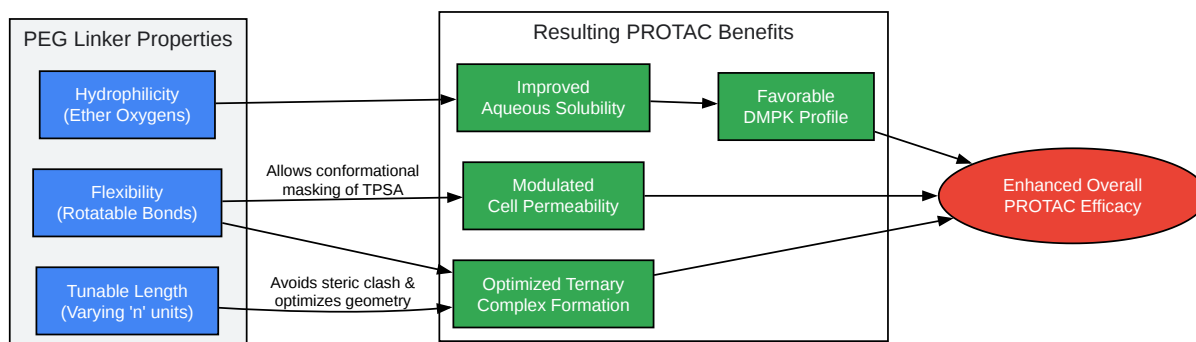 PEG Linker Properties
Hydrophilicity
(Ether Oxygens)
Flexibility
(Rotatable Bonds)
Tunable Length
(Varying 'n' units)
Allows conformational
masking of TPSA
Avoids steric clash &
optimizes geometry
Resulting PROTAC Benefits
Improved
Aqueous Solubility
Favorable
DMPK Profile
Modulated
Cell Permeability
Optimized Ternary
Complex Formation
Enhanced Overall
PROTAC Efficacy